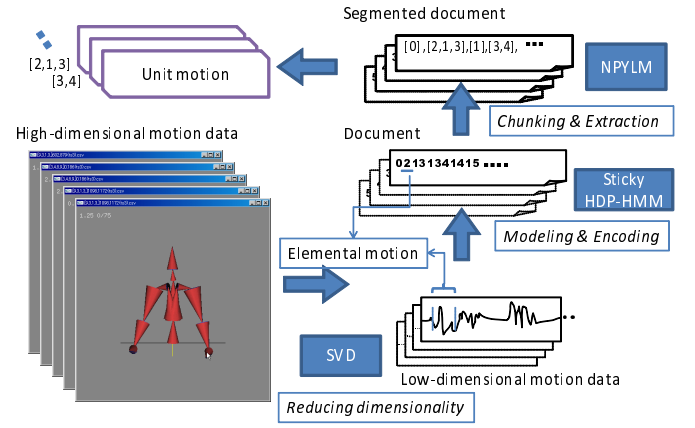 Segmented document
[0],[2,1,3],[1],[3,4],
NPYLM
[2,1,3]
[3,4]
Unit motion
Chunking & Extraction
High-dimensional motion data
Document
02131341415
Sticky
HDP-HMM
Modeling & Encoding
Elemental motion
1.25 0/75
SVD
Low-dimensional motion data
Reducing dimensionality